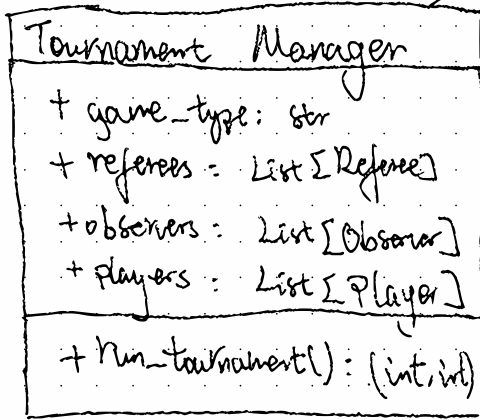 Tournament Manager
+ game_type: str
+ referees: List[Referee]
+ observers: List[Observer]
+ players: List[Player]
+ run_tournament(): (int, int)